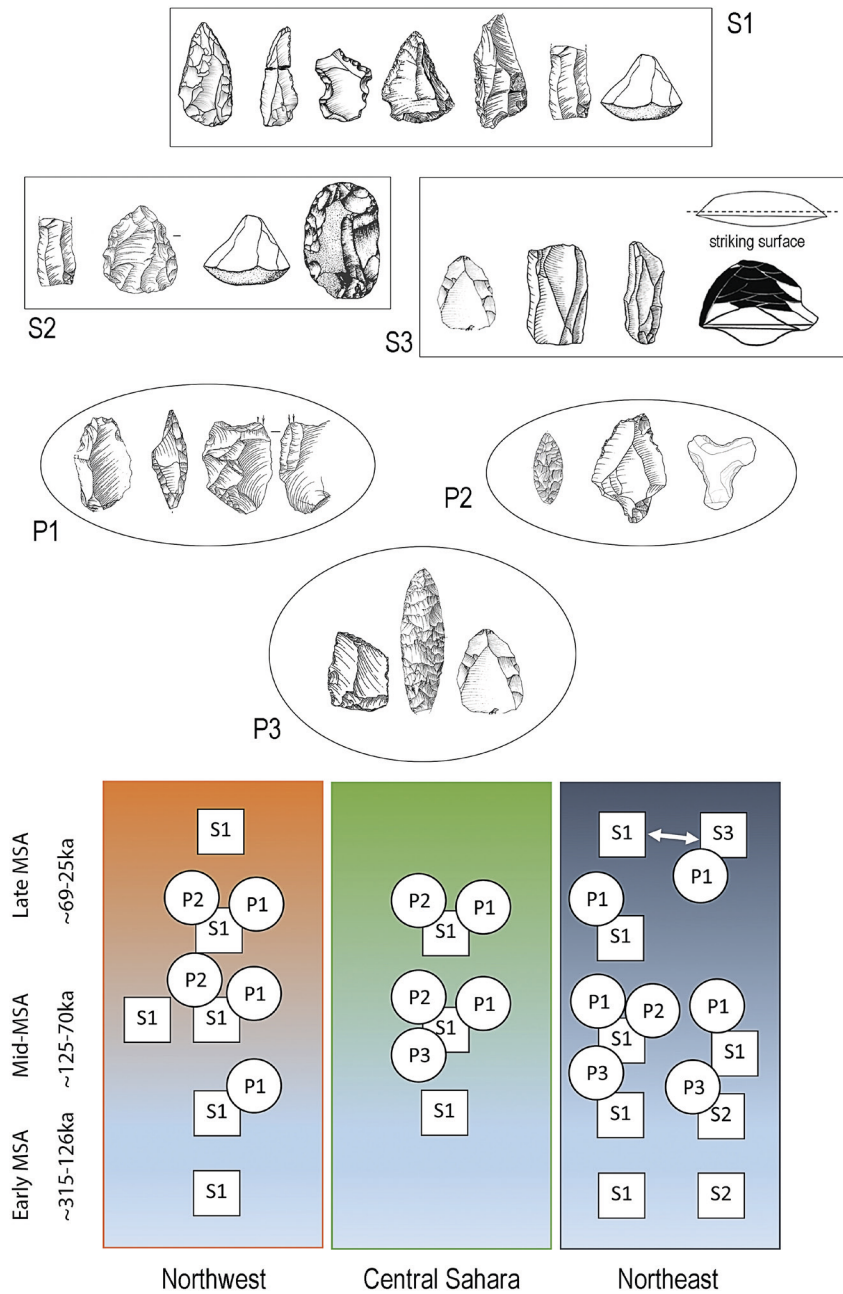 S1
S2
striking surface
S3
P1
P2
P3
Late MSA
~69-25ka
Mid-MSA
~125-70ka
Early MSA
~315-126ka
S1
P2
P1
S1
P2
P1
S1
S1
P1
S1
S1
P2
P1
S1
P2
P1
S1
P3
S1
S1
S3
P1
P1
S1
P1
P2
P1
S1
S1
P3
P3
S1
S2
S1
S2
Northwest
Central Sahara
Northeast